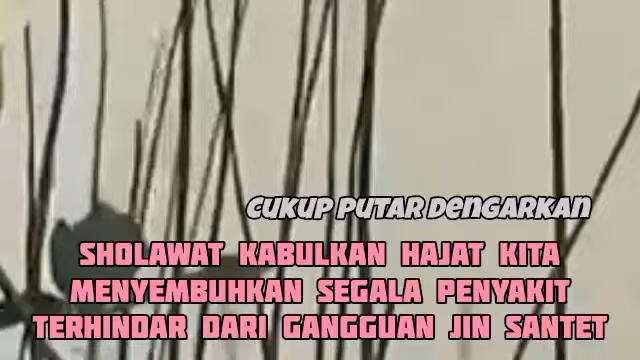 CUKUP PUTAR DENGARKAN
SHOLAWAT KABULKAN HAJAT KITA
MENYEMBUHKAN SEGALA PENYAKIT
TERHINDAR DARI GANGGUAN JIN SANTET